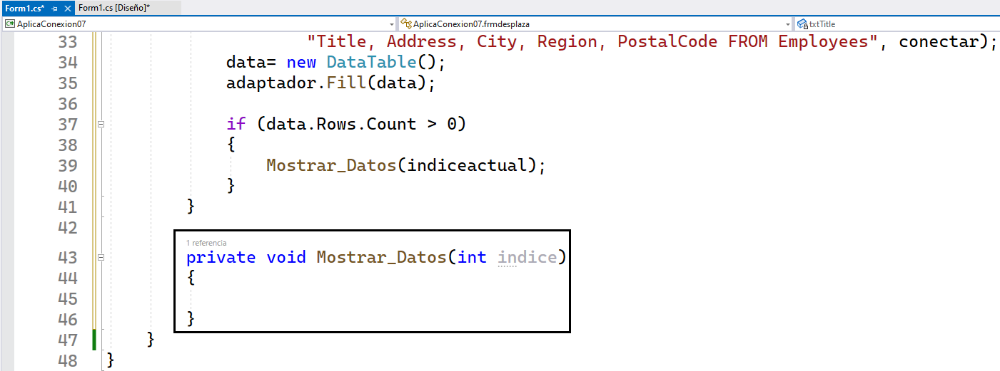 Form1.cs* Form1.cs [Diseño]*
C# AplicaConexion07 AplicaConexion07.frmdesplaza txtTitle
33 "Title, Address, City, Region, PostalCode FROM Employees", conectar);
34 data= new DataTable();
35 adaptador.Fill(data);
36
37 if (data.Rows.Count > 0)
38 {
39 Mostrar_Datos(indiceactual);
40 }
41 }
42
1 referencia
43 private void Mostrar_Datos(int indice)
44 {
45
46 }
47 }
48 }